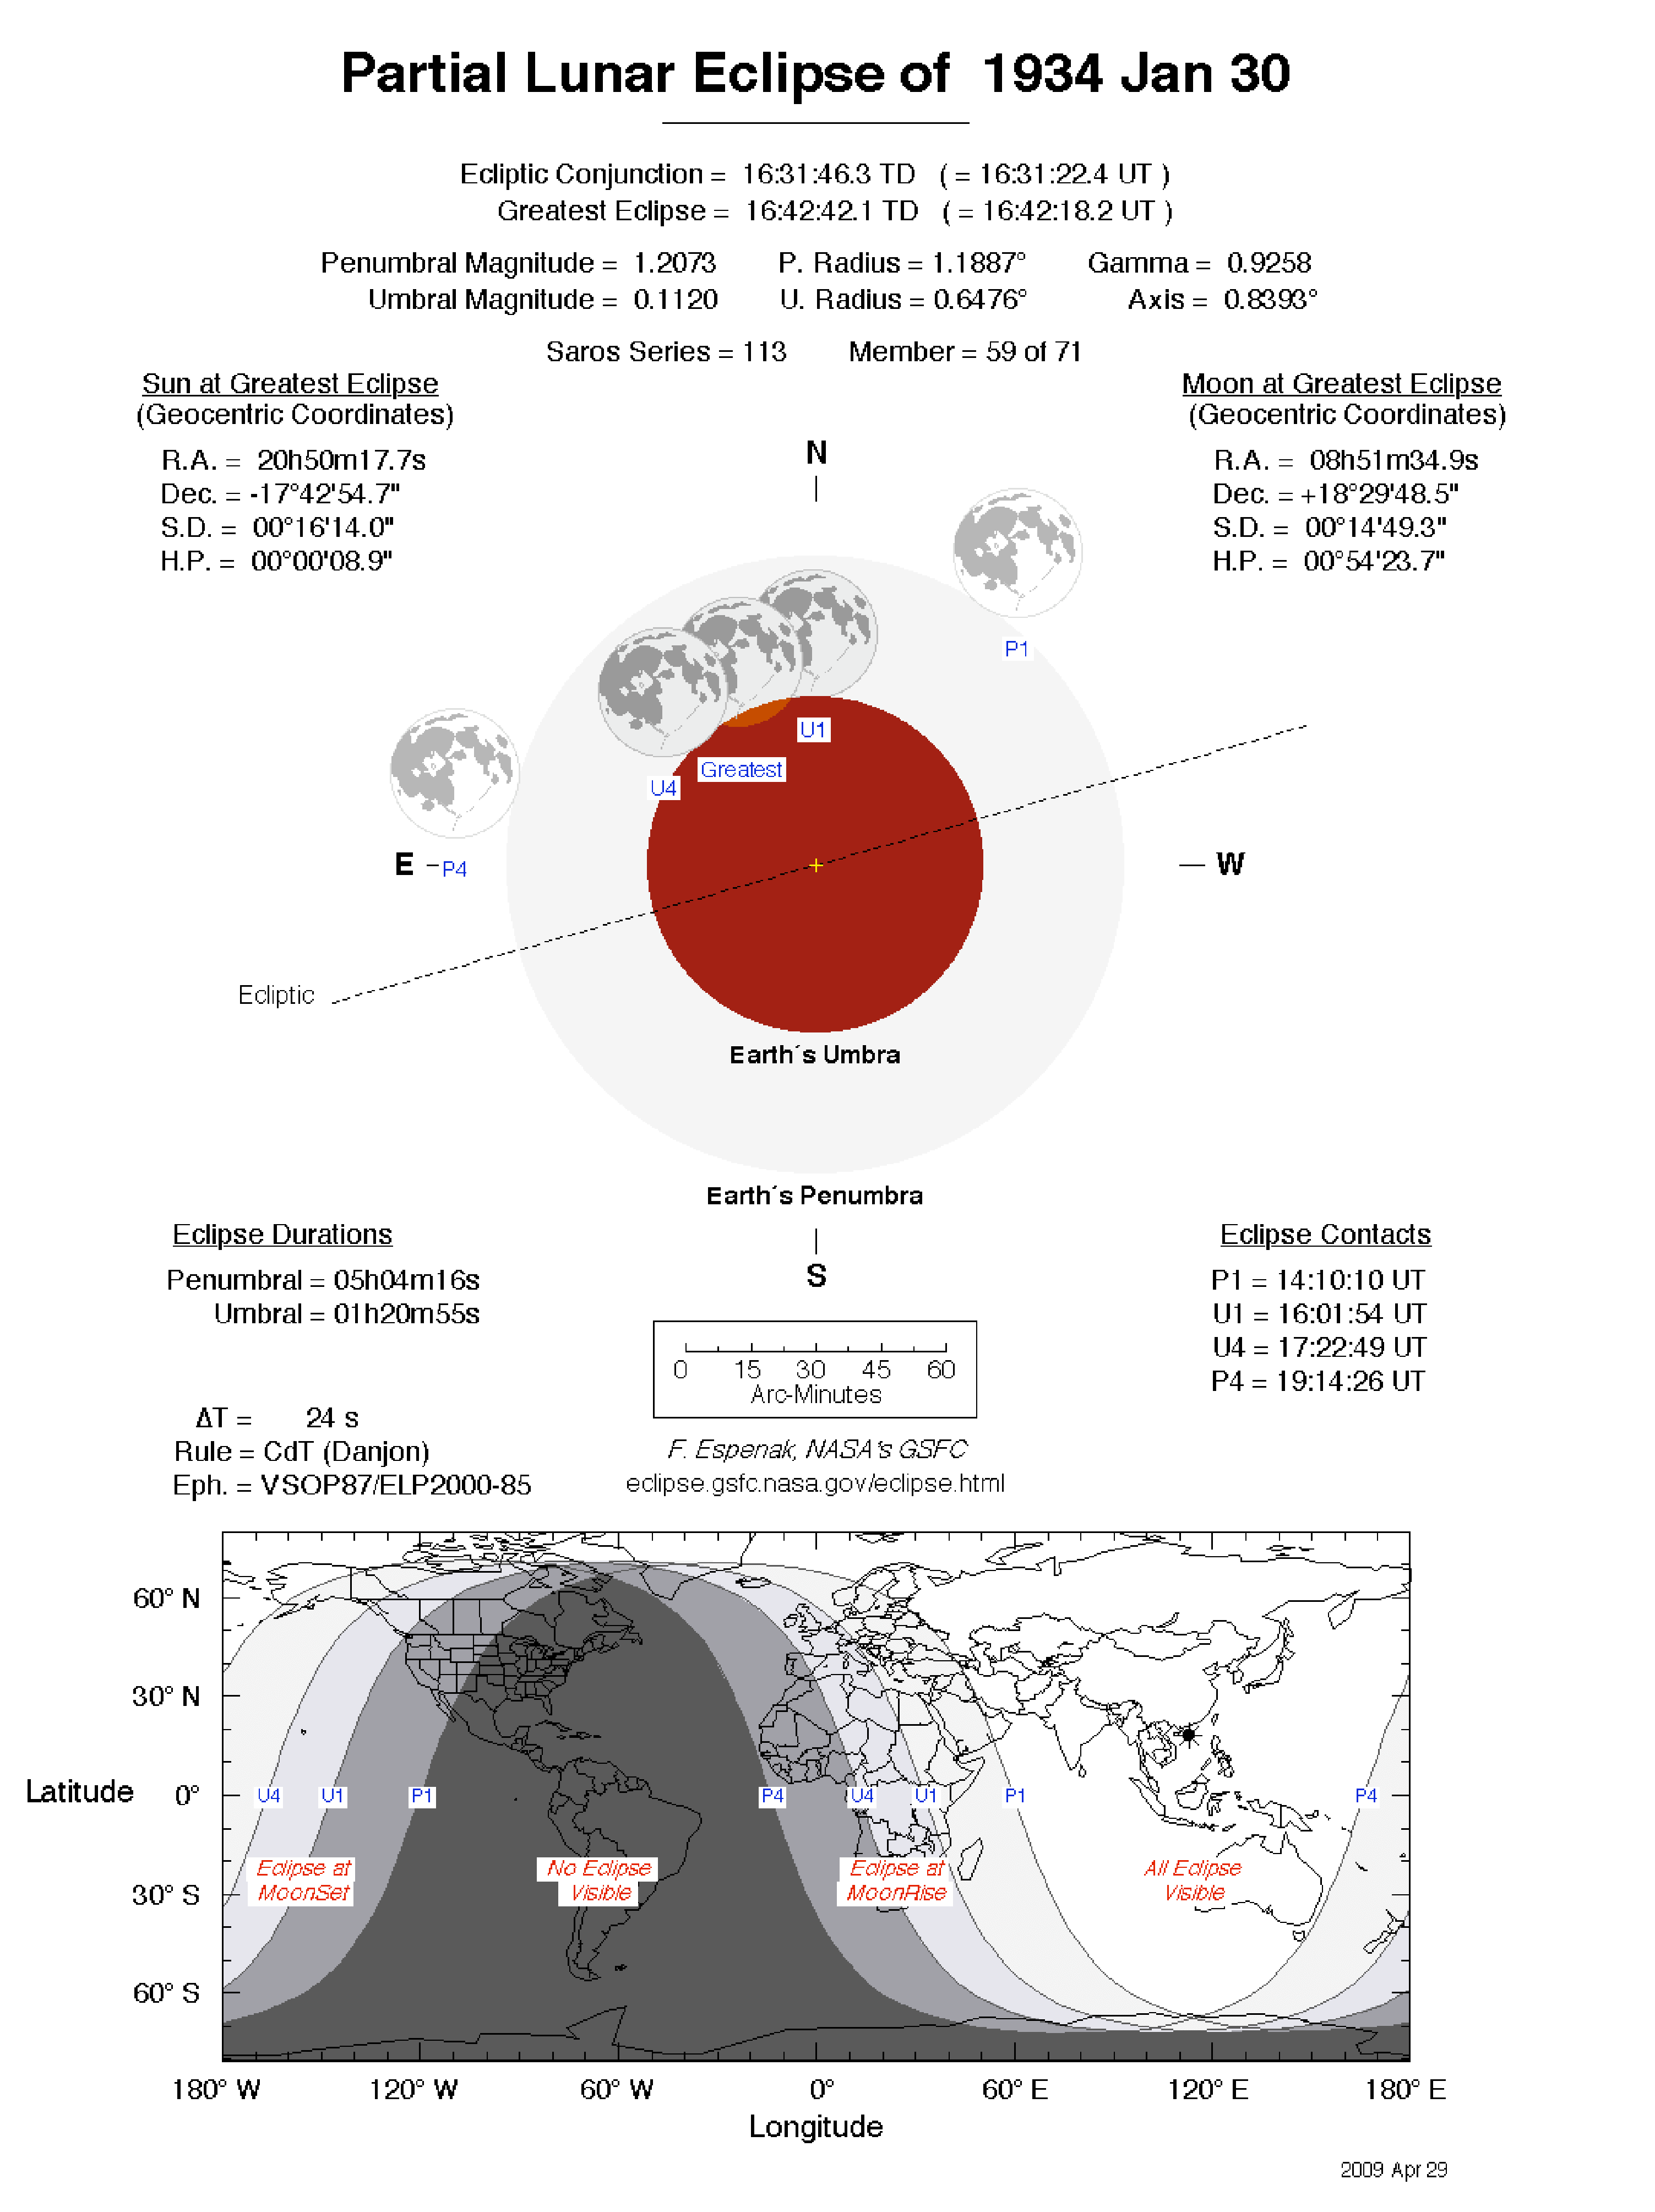 Partial Lunar Eclipse of 1934 Jan 30
Ecliptic Conjunction = 16:31:46.3 TD ( = 16:31:22.4 UT )
Greatest Eclipse = 16:42:42.1 TD ( = 16:42:18.2 UT )
Penumbral Magnitude = 1.2073 P. Radius = 1.1887° Gamma = 0.9258
Umbral Magnitude = 0.1120 U. Radius = 0.6476° Axis = 0.8393°
Saros Series = 113 Member = 59 of 71
Sun at Greatest Eclipse
(Geocentric Coordinates)
R.A. = 20h50m17.7s
Dec. = -17°42'54.7"
S.D. = 00°16'14.0"
H.P. = 00°00'08.9"
Moon at Greatest Eclipse
(Geocentric Coordinates)
R.A. = 08h51m34.9s
Dec. = +18°29'48.5"
S.D. = 00°14'49.3"
H.P. = 00°54'23.7"
N
P1
U1
Greatest
U4
E
P4
W
Ecliptic
Earth´s Umbra
Earth´s Penumbra
S
Eclipse Durations
Penumbral = 05h04m16s
Umbral = 01h20m55s
Eclipse Contacts
P1 = 14:10:10 UT
U1 = 16:01:54 UT
U4 = 17:22:49 UT
P4 = 19:14:26 UT
0 15 30 45 60
Arc-Minutes
ΔT = 24 s
Rule = CdT (Danjon)
Eph. = VSOP87/ELP2000-85
F. Espenak, NASA's GSFC
eclipse.gsfc.nasa.gov/eclipse.html
60° N
30° N
Latitude 0°
30° S
60° S
U4 U1 P1 P4 U4 U1 P1 P4
Eclipse at
MoonSet
No Eclipse
Visible
Eclipse at
MoonRise
All Eclipse
Visible
180° W 120° W 60° W 0° 60° E 120° E 180° E
Longitude
2009 Apr 29